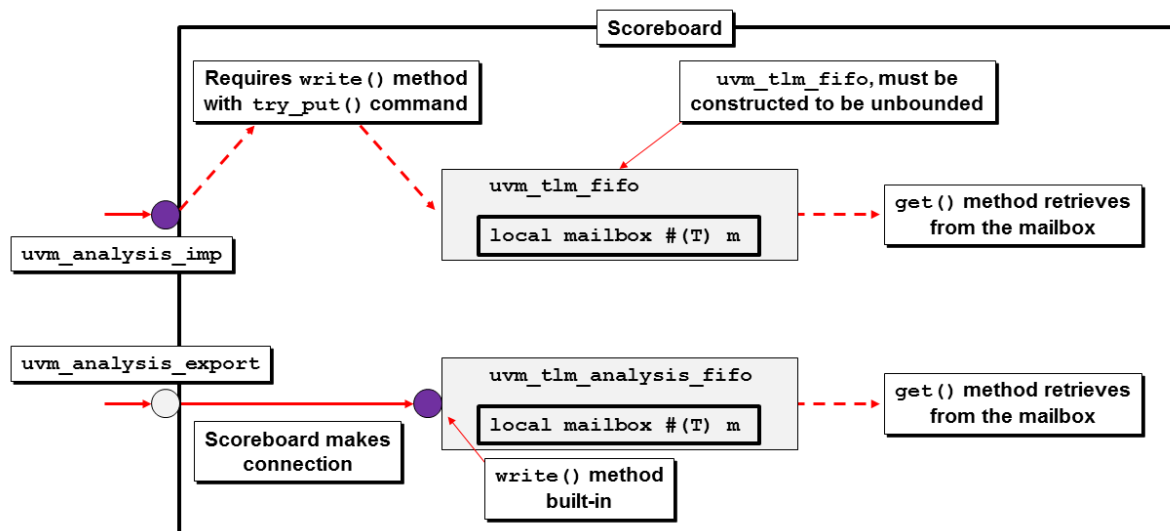 Scoreboard
Requires write() method
with try_put() command
uvm_tlm_fifo, must be
constructed to be unbounded
uvm_tlm_fifo
local mailbox #(T) m
get() method retrieves
from the mailbox
uvm_analysis_imp
uvm_analysis_export
uvm_tlm_analysis_fifo
local mailbox #(T) m
get() method retrieves
from the mailbox
Scoreboard makes
connection
write() method
built-in